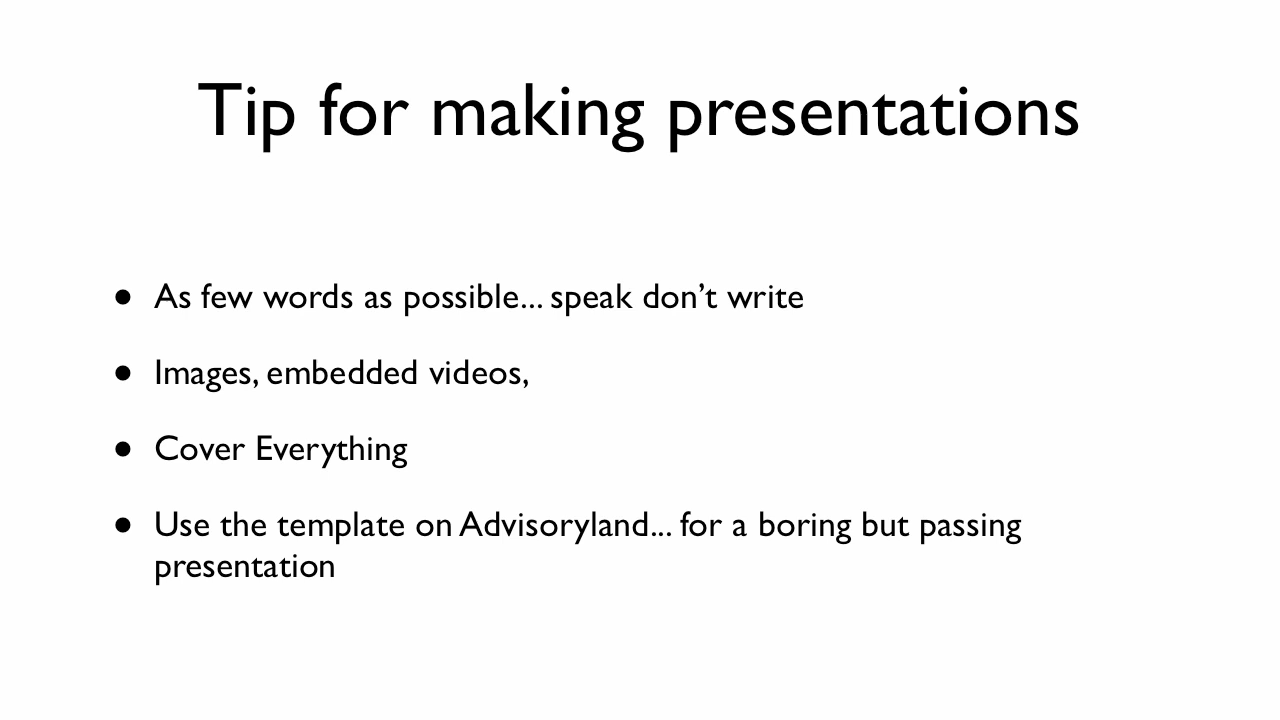 Tip for making presentations
• As few words as possible... speak don’t write
• Images, embedded videos,
• Cover Everything
• Use the template on Advisoryland... for a boring but passing
presentation